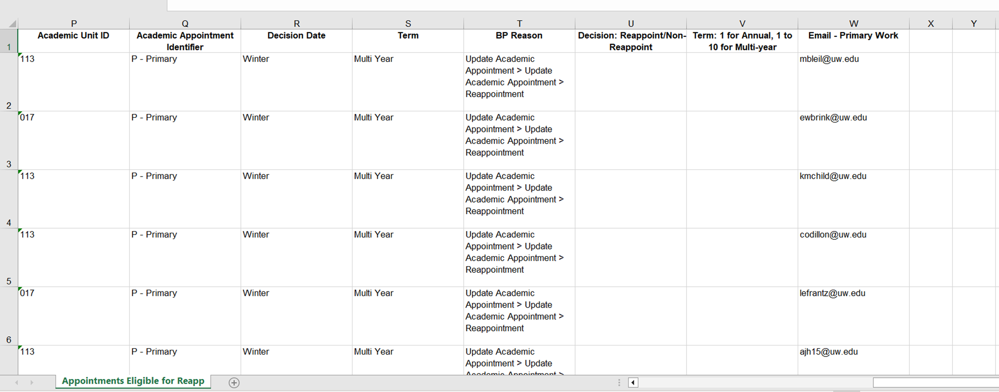 P Q R S T U V W X Y
1 Academic Unit ID Academic Appointment Decision Date Term BP Reason Decision: Reappoint/Non- Term: 1 for Annual, 1 to Email - Primary Work
Identifier Reappoint 10 for Multi-year
2 113 P - Primary Winter Multi Year Update Academic mbleil@uw.edu
Appointment > Update
Academic Appointment >
Reappointment
3 017 P - Primary Winter Multi Year Update Academic ewbrink@uw.edu
Appointment > Update
Academic Appointment >
Reappointment
4 113 P - Primary Winter Multi Year Update Academic kmchild@uw.edu
Appointment > Update
Academic Appointment >
Reappointment
5 113 P - Primary Winter Multi Year Update Academic codillon@uw.edu
Appointment > Update
Academic Appointment >
Reappointment
6 017 P - Primary Winter Multi Year Update Academic lefrantz@uw.edu
Appointment > Update
Academic Appointment >
Reappointment
113 P - Primary Winter Multi Year Update Academic ajh15@uw.edu
Appointment > Update
Academic Appointment >
Appointments Eligible for Reapp